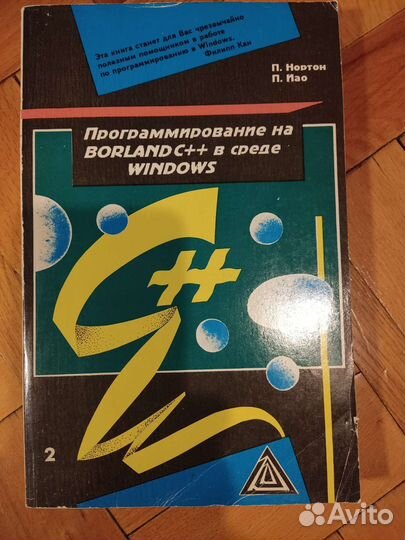 Эта книга станет для Вас чрезвычайно
полезным помощником в работе
по программированию в Windows.
Филипп Кан
П. Нортон
П. Иао
Программирование на
BORLAND C++ в среде
WINDOWS
C++
2
Avito